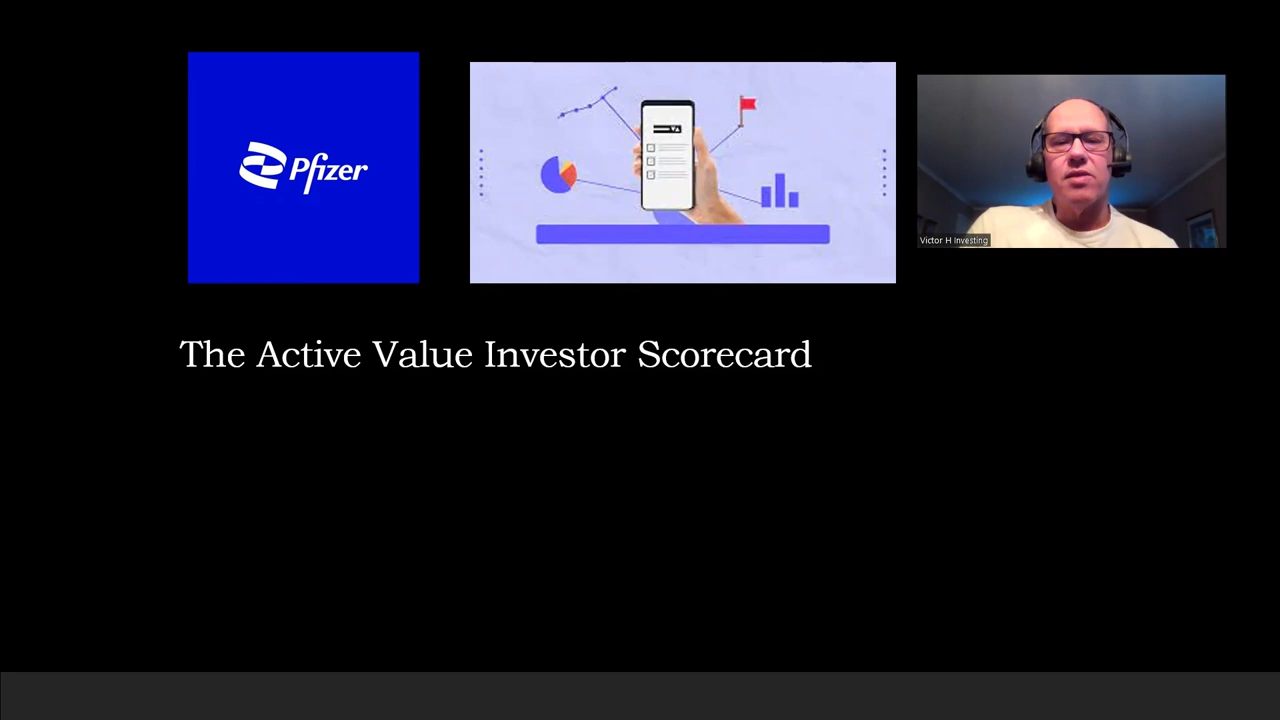 Pfizer
Victor H Investing
The Active Value Investor Scorecard